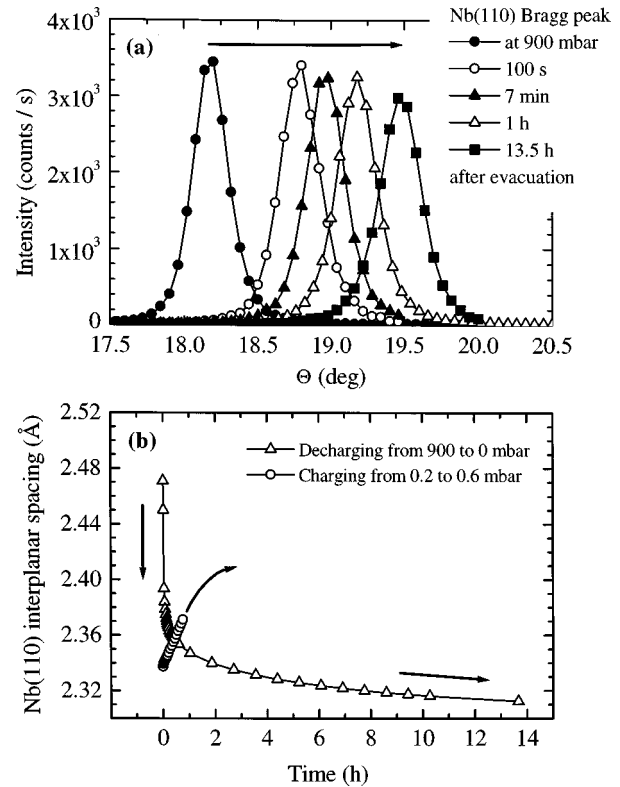 (a)
Nb(110) Bragg peak
at 900 mbar
100 s
7 min
1 h
13.5 h
after evacuation
Intensity (counts / s)
4x10³
3x10³
2x10³
1x10³
0
17.5 18.0 18.5 19.0 19.5 20.0 20.5
Θ (deg)
(b)
Decharging from 900 to 0 mbar
Charging from 0.2 to 0.6 mbar
Nb(110) interplanar spacing (Å)
2.52
2.48
2.44
2.40
2.36
2.32
-2 0 2 4 6 8 10 12 14
Time (h)